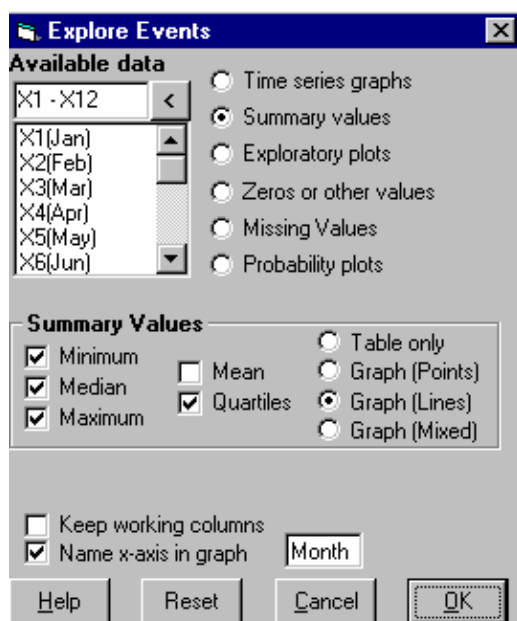 Explore Events
Available data
X1 - X12
<
X1(Jan)
X2(Feb)
X3(Mar)
X4(Apr)
X5(May)
X6(Jun)
Time series graphs
Summary values
Exploratory plots
Zeros or other values
Missing Values
Probability plots
Summary Values
Minimum
Median
Maximum
Mean
Quartiles
Table only
Graph (Points)
Graph (Lines)
Graph (Mixed)
Keep working columns
Name x-axis in graph
Month
Help
Reset
Cancel
OK